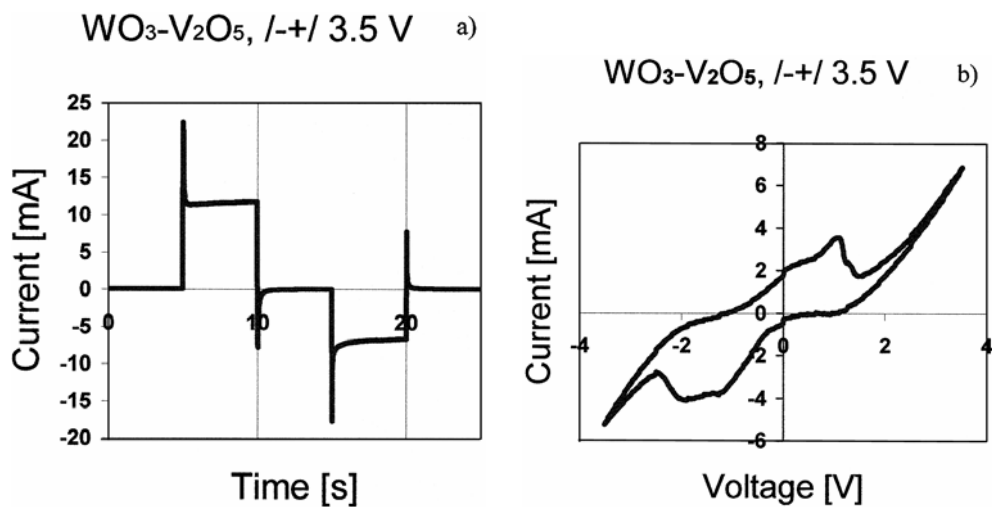 WO₃-V₂O₅, /-+/ 3.5 V a)
25
20
15
10
5
0
-5
-10
-15
-20
0 10 20
Current [mA]
Time [s]
WO₃-V₂O₅, /-+/ 3.5 V b)
8
6
4
2
0
-2
-4
-6
-4 -2 0 2 4
Current [mA]
Voltage [V]